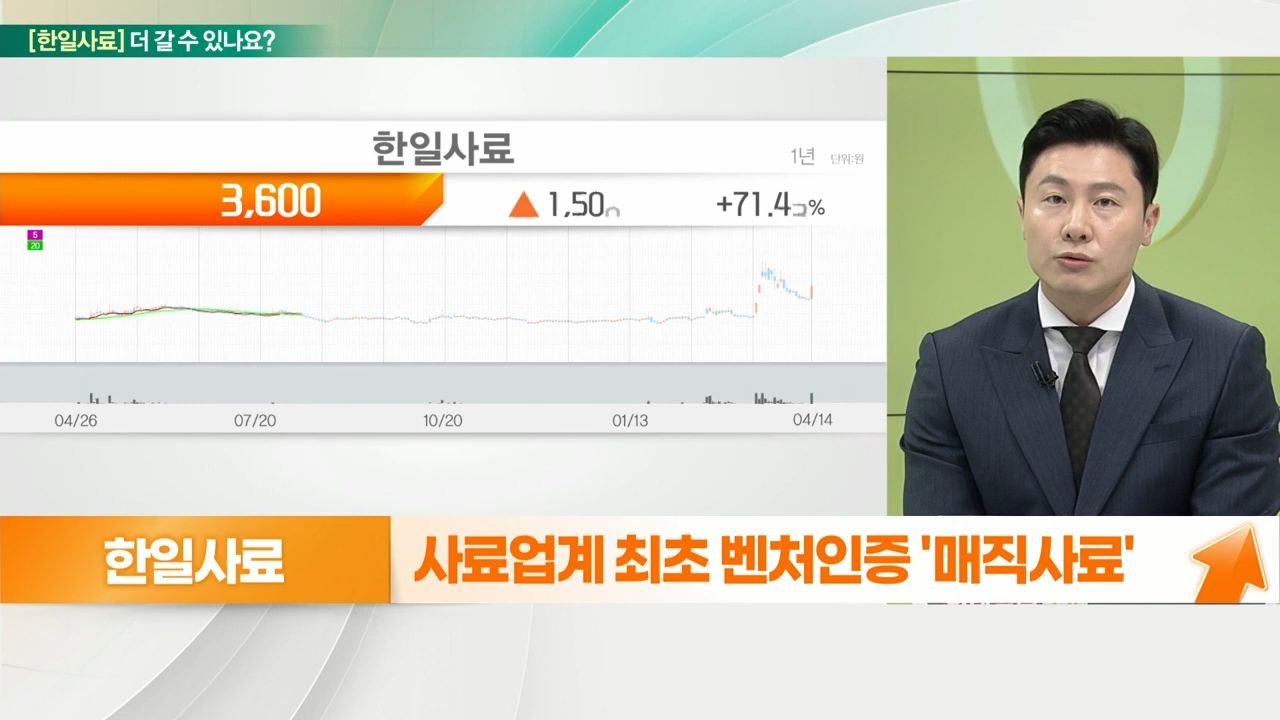 [한일사료] 더 갈 수 있나요?
한일사료
1년 단위:원
3,600
▲ 1,50
+71.4 %
5
20
04/26 07/20 10/20 01/13 04/14
한일사료
사료업계 최초 벤처인증 '매직사료'